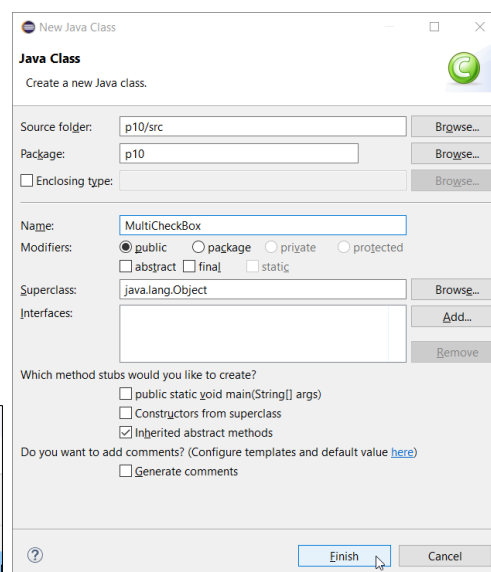 New Java Class
Java Class
Create a new Java class.
Source folder: p10/src Browse...
Package: p10 Browse...
Enclosing type: Browse...
Name: MultiCheckBox
Modifiers: public package private protected
abstract final static
Superclass: java.lang.Object Browse...
Interfaces: Add...
Remove
Which method stubs would you like to create?
public static void main(String[] args)
Constructors from superclass
Inherited abstract methods
Do you want to add comments? (Configure templates and default value here)
Generate comments
Finish Cancel